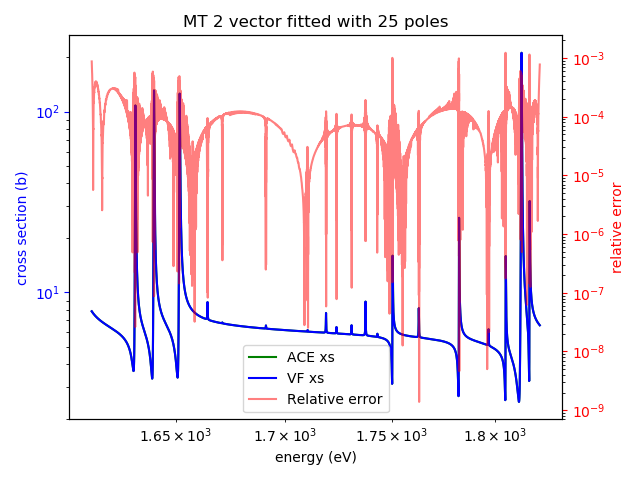 MT 2 vector fitted with 25 poles
10²
10¹
cross section (b)
10⁻³
10⁻⁴
10⁻⁵
10⁻⁶
10⁻⁷
10⁻⁸
10⁻⁹
relative error
ACE xs
VF xs
Relative error
1.65 × 10³ 1.7 × 10³ 1.75 × 10³ 1.8 × 10³
energy (eV)